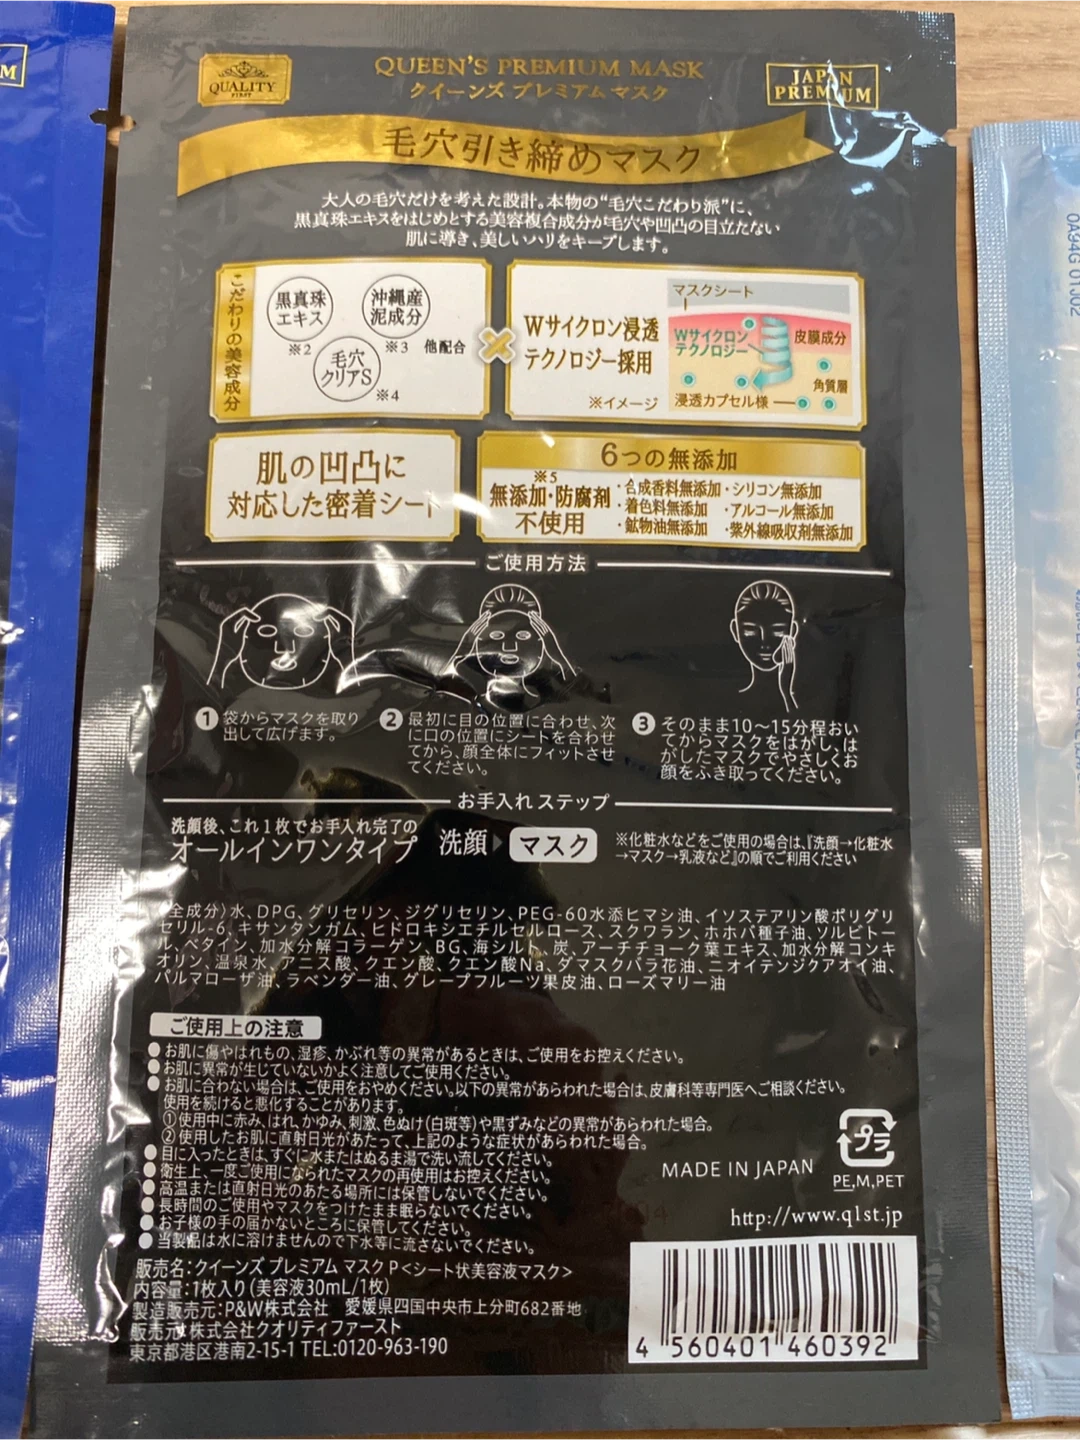 M
QUALITY
FIRST
QUEEN'S PREMIUM MASK
クイーンズ プレミアム マスク
JAPAN
PREMIUM
毛穴引き締めマスク
大人の毛穴だけを考えた設計。本物の“毛穴こだわり派”に、
黒真珠エキスをはじめとする美容複合成分が毛穴や凹凸の目立たない
肌に導き、美しいハリをキープします。
こだわりの美容成分
黒真珠
エキス
※2
沖縄産
泥成分
※3 他配合
毛穴
クリアS
※4
Wサイクロン浸透
テクノロジー採用
※イメージ
マスクシート
Wサイクロン
テクノロジー
皮膜成分
角質層
浸透カプセル様
肌の凹凸に
対応した密着シート
6つの無添加
※5
無添加・防腐剤
不使用
・合成香料無添加・シリコン無添加
・着色料無添加 ・アルコール無添加
・鉱物油無添加 ・紫外線吸収剤無添加
ご使用方法
1 袋からマスクを取り
出して広げます。
2 最初に目の位置に合わせ、次
に口の位置にシートを合わせ
てから、顔全体にフィットさせ
てください。
3 そのまま10〜15分程おい
てからマスクをはがし、は
がしたマスクでやさしくお
顔をふき取ってください。
お手入れステップ
洗顔後、これ1枚でお手入れ完了の
オールインワンタイプ
洗顔 マスク
※化粧水などをご使用の場合は、『洗顔→化粧水
→マスク→乳液など』の順でご利用ください
(全成分)水、DPG、グリセリン、ジグリセリン、PEG-60水添ヒマシ油、イソステアリン酸ポリグリ
セリル-6、キサンタンガム、ヒドロキシエチルセルロース、スクワラン、ホホバ種子油、ソルビトー
ル、ベタイン、加水分解コラーゲン、BG、海シルト、炭、アーチチョーク葉エキス、加水分解コンキ
オリン、温泉水、アニス酸、クエン酸、クエン酸Na、ダマスクバラ花油、ニオイテンジクアオイ油、
パルマローザ油、ラベンダー油、グレープフルーツ果皮油、ローズマリー油
ご使用上の注意
●お肌に傷やはれもの、湿疹、かぶれ等の異常があるときは、ご使用をお控えください。
●お肌に異常が生じていないかよく注意してご使用ください。
●お肌に合わない場合は、ご使用をおやめください。以下の異常があらわれた場合は、皮膚科等専門医へご相談ください。
使用を続けると悪化することがあります。
①使用中に赤み、はれ、かゆみ、刺激、色ぬけ(白斑等)や黒ずみなどの異常があらわれた場合。
②使用したお肌に直射日光があたって、上記のような症状があらわれた場合。
●目に入ったときは、すぐに水またはぬるま湯で洗い流してください。
●衛生上、一度ご使用になられたマスクの再使用はお控えください。
●高温または直射日光のあたる場所には保管しないでください。
●長時間のご使用やマスクをつけたまま眠らないでください。
●お子様の手の届かないところに保管してください。
●当製品は水に溶けませんので下水等に流さないでください。
プラ
PE,M,PET
MADE IN JAPAN
http://www.q1st.jp
販売名:クイーンズ プレミアム マスク P<シート状美容液マスク>
内容量:1枚入り(美容液30mL/1枚)
製造販売元:P&W株式会社 愛媛県四国中央市上分町682番地
販売元:株式会社クオリティファースト
東京都港区港南2-15-1 TEL:0120-963-190
4 560401 460392
0A94G 01J02